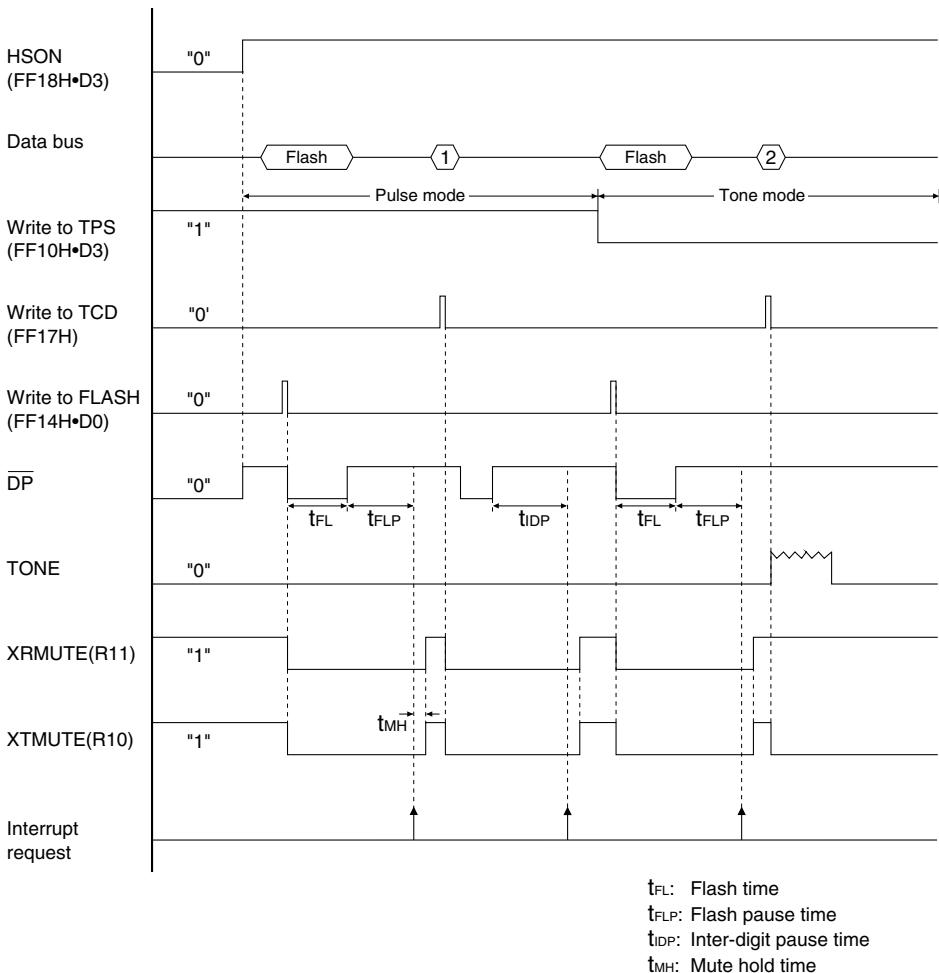 HSON
(FF18H•D3)
"0"
Data bus
Flash
1
Flash
2
Pulse mode
Tone mode
Write to TPS
(FF10H•D3)
"1"
Write to TCD
(FF17H)
"0'
Write to FLASH
(FF14H•D0)
"0"
DP
"0"
tFL
tFLP
tIDP
tFL
tFLP
TONE
"0"
XRMUTE(R11)
"1"
tMH
XTMUTE(R10)
"1"
Interrupt
request
tFL: Flash time
tFLP: Flash pause time
tIDP: Inter-digit pause time
tMH: Mute hold time